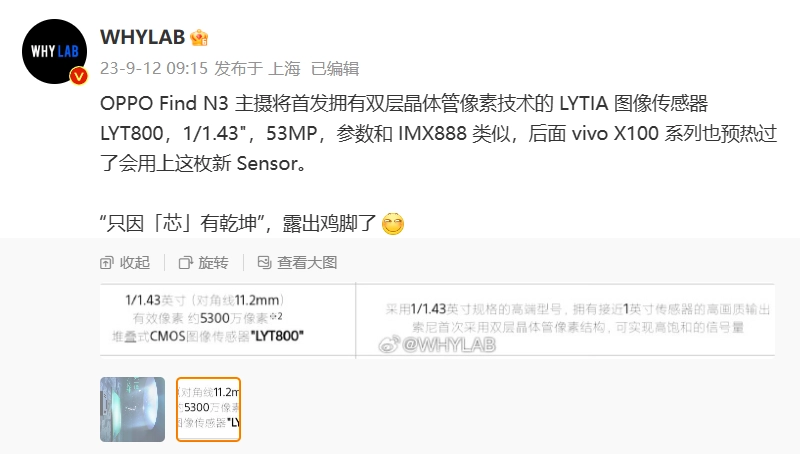 WHY LAB
WHYLAB
23-9-12 09:15 发布于 上海 已编辑
OPPO Find N3 主摄将首发拥有双层晶体管像素技术的 LYTIA 图像传感器
LYT800，1/1.43"，53MP，参数和 IMX888 类似，后面 vivo X100 系列也预热过
了会用上这枚新 Sensor。
“只因「芯」有乾坤”，露出鸡脚了
收起 旋转 查看大图
1/1.43英寸 (对角线11.2mm)
有效像素 约5300万像素※2
堆叠式CMOS图像传感器"LYT800"
采用1/1.43英寸规格的高端型号，拥有接近1英寸传感器的高画质输出
索尼首次采用双层晶体管像素结构，可实现高饱和的信号量
@WHYLAB
对角线11.2m
5300万像素
图像传感器"LY